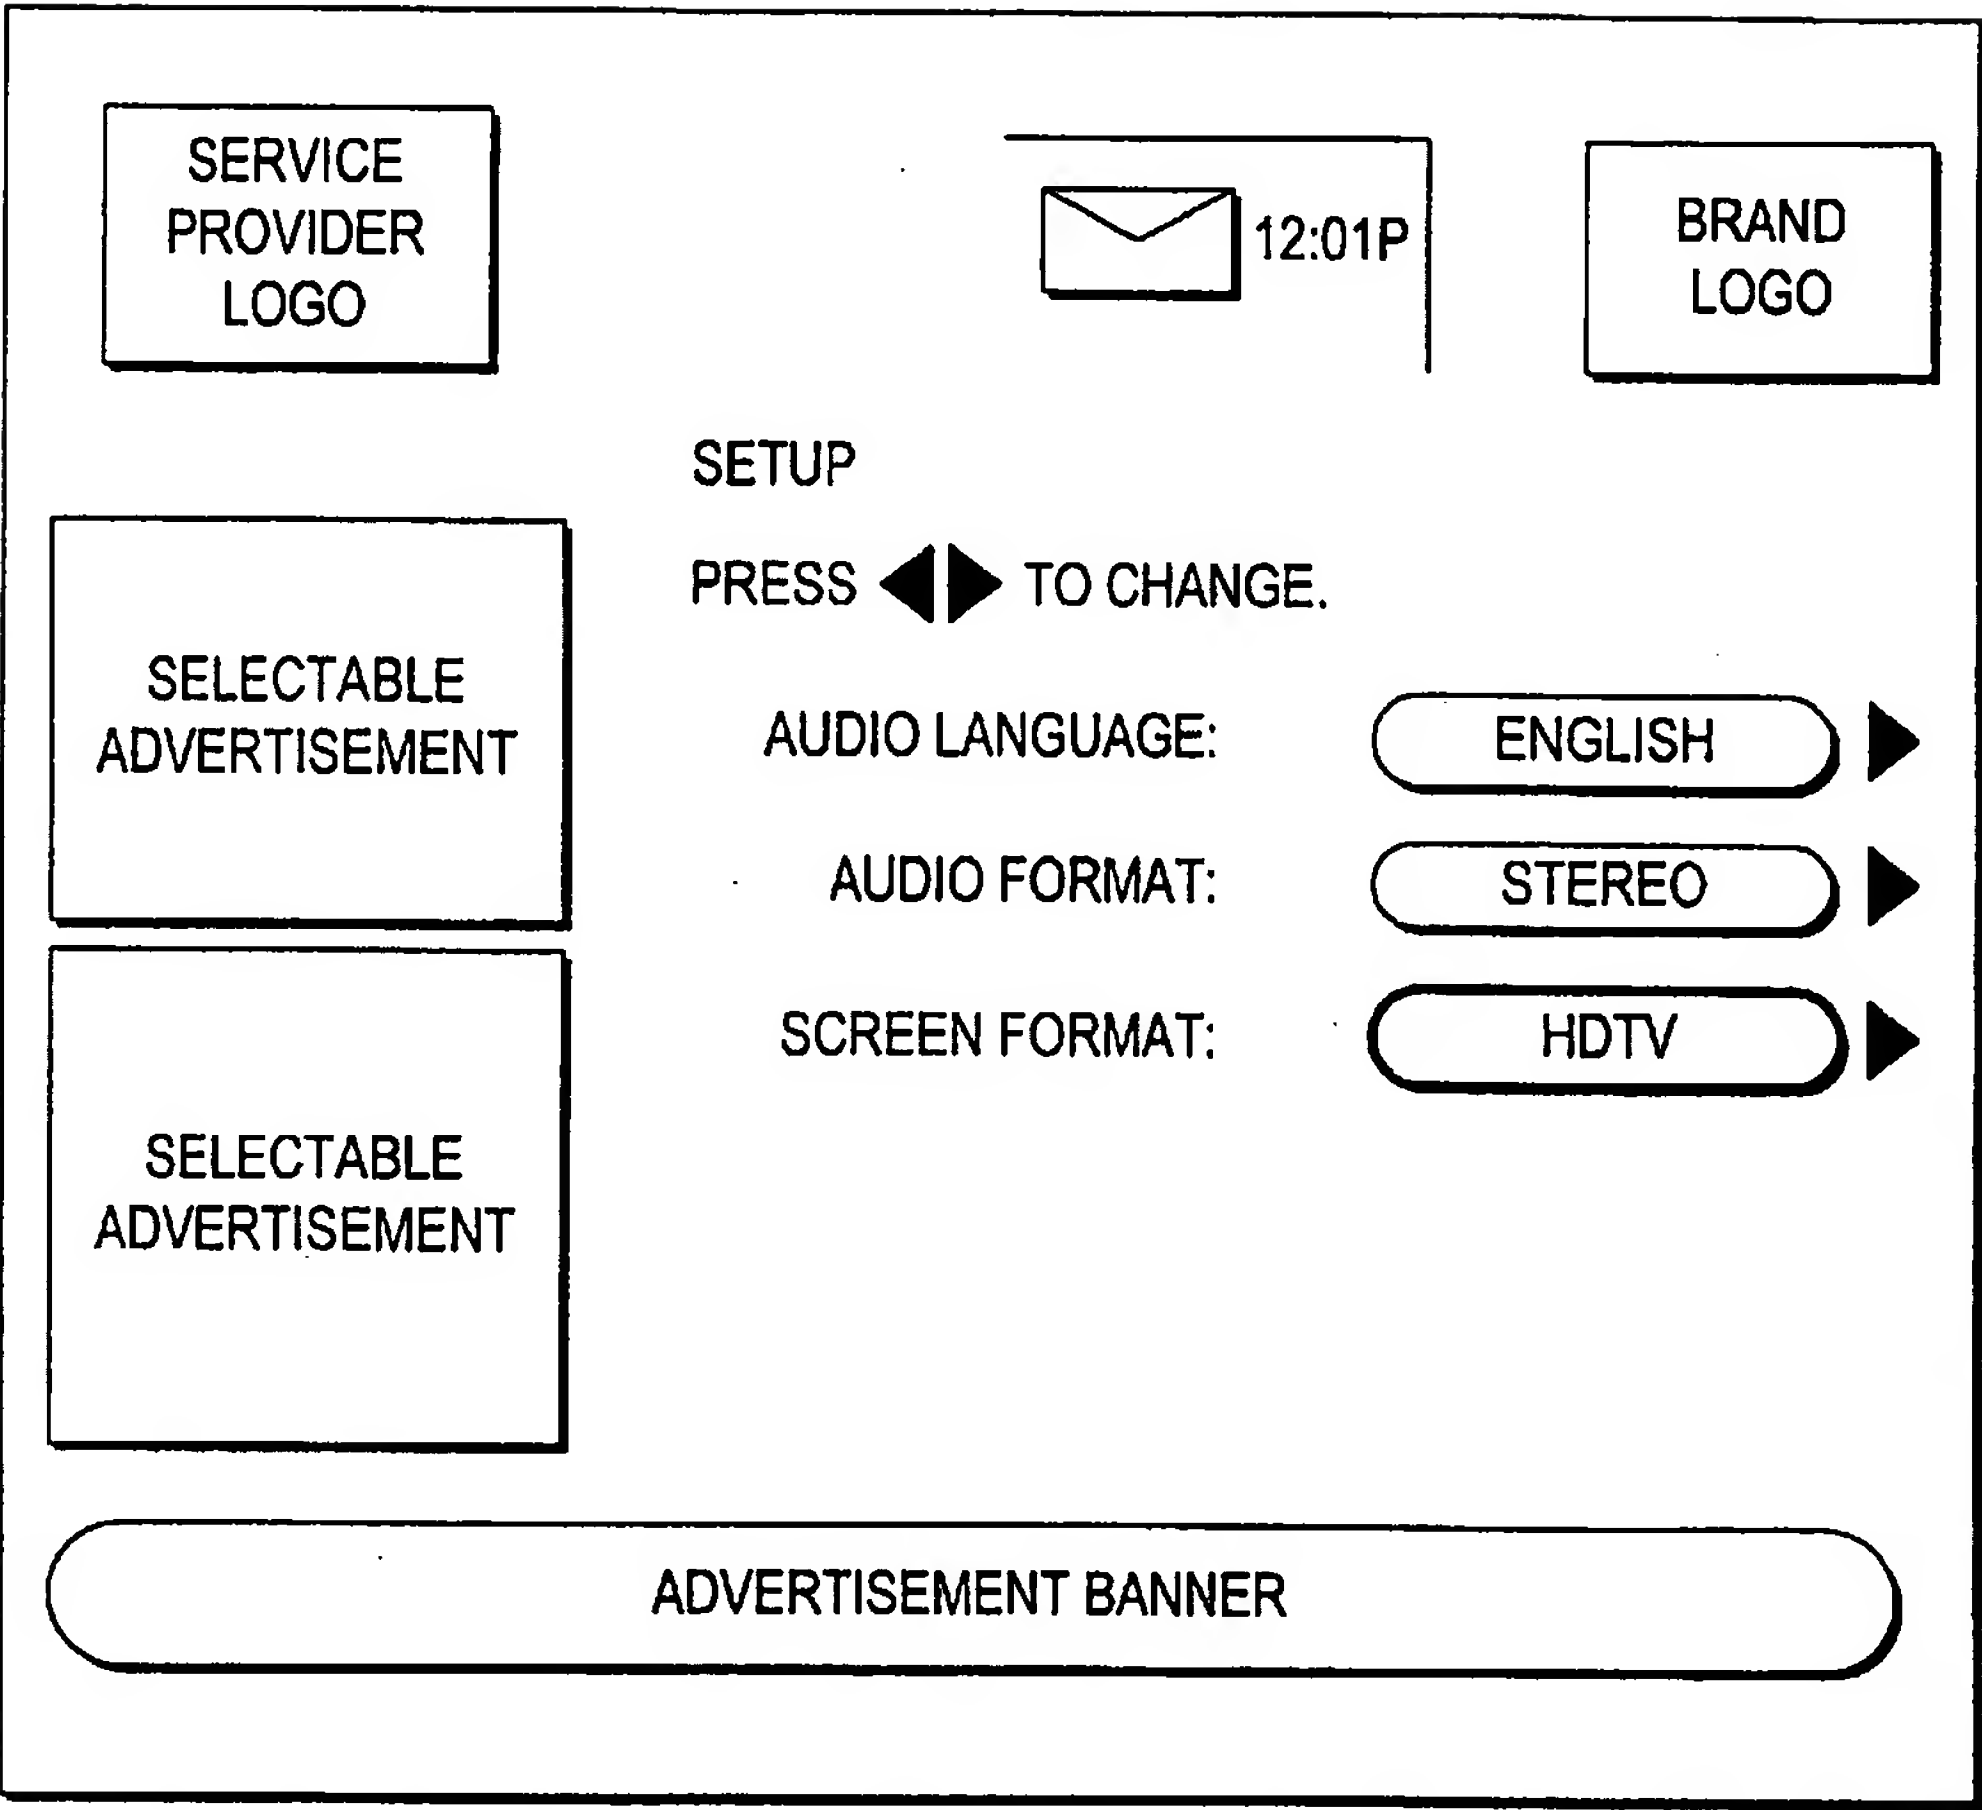 SERVICE
PROVIDER
LOGO
12:01P
BRAND
LOGO
SETUP
PRESS ◀▶ TO CHANGE.
SELECTABLE
ADVERTISEMENT
AUDIO LANGUAGE: ENGLISH ▶
AUDIO FORMAT: STEREO ▶
SCREEN FORMAT: HDTV ▶
SELECTABLE
ADVERTISEMENT
ADVERTISEMENT BANNER